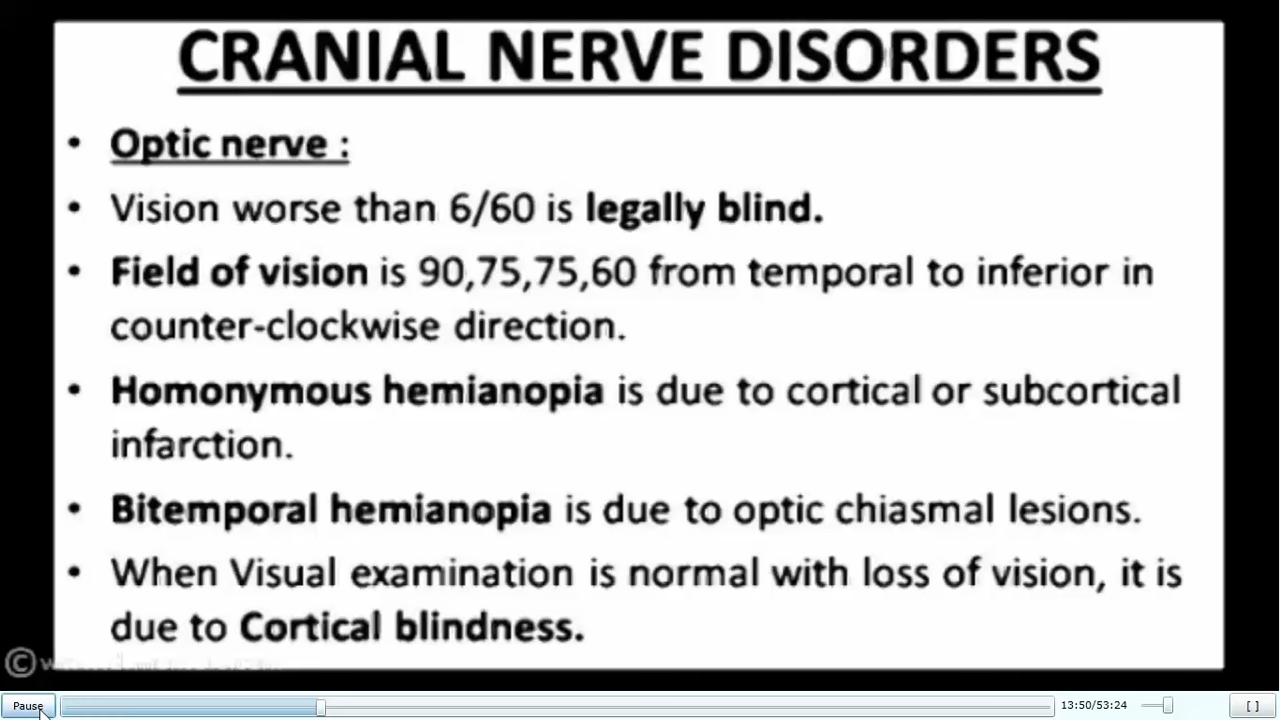 CRANIAL NERVE DISORDERS
• Optic nerve :
• Vision worse than 6/60 is legally blind.
• Field of vision is 90,75,75,60 from temporal to inferior in
counter-clockwise direction.
• Homonymous hemianopia is due to cortical or subcortical
infarction.
• Bitemporal hemianopia is due to optic chiasmal lesions.
• When Visual examination is normal with loss of vision, it is
due to Cortical blindness.
©
Pause 13:50/53:24 [ ]